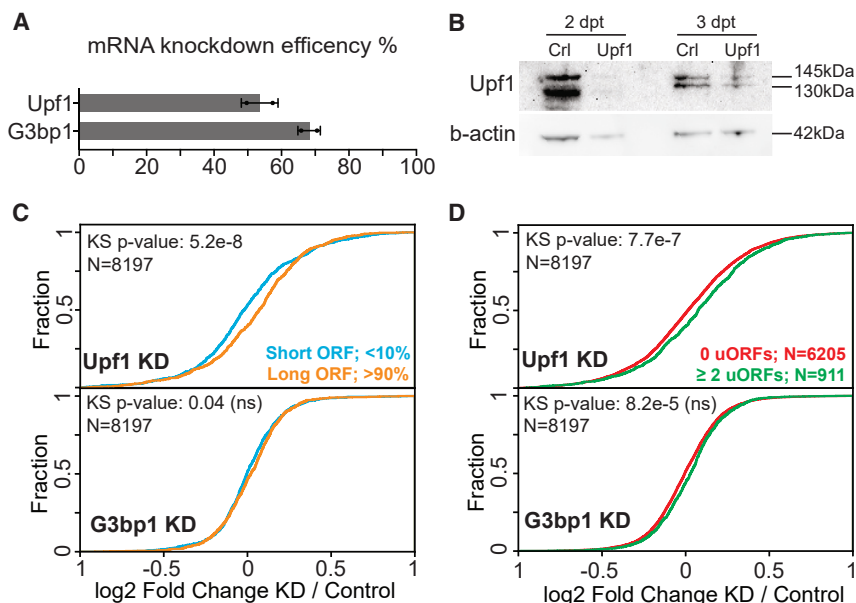 A
mRNA knockdown efficency %
Upf1
G3bp1
0 20 40 60 80 100
B
2 dpt 3 dpt
Crl Upf1 Crl Upf1
Upf1
145kDa
130kDa
b-actin
42kDa
C
KS p-value: 5.2e-8
N=8197
Short ORF; <10%
Long ORF; >90%
Upf1 KD
Fraction
1
0.5
KS p-value: 0.04 (ns)
N=8197
G3bp1 KD
Fraction
1
0.5
0
1 -0.5 0 0.5 1
log2 Fold Change KD / Control
D
KS p-value: 7.7e-7
N=8197
0 uORFs; N=6205
≥ 2 uORFs; N=911
Upf1 KD
Fraction
1
0.5
KS p-value: 8.2e-5 (ns)
N=8197
G3bp1 KD
Fraction
1
0.5
0
1 -0.5 0 0.5 1
log2 Fold Change KD / Control